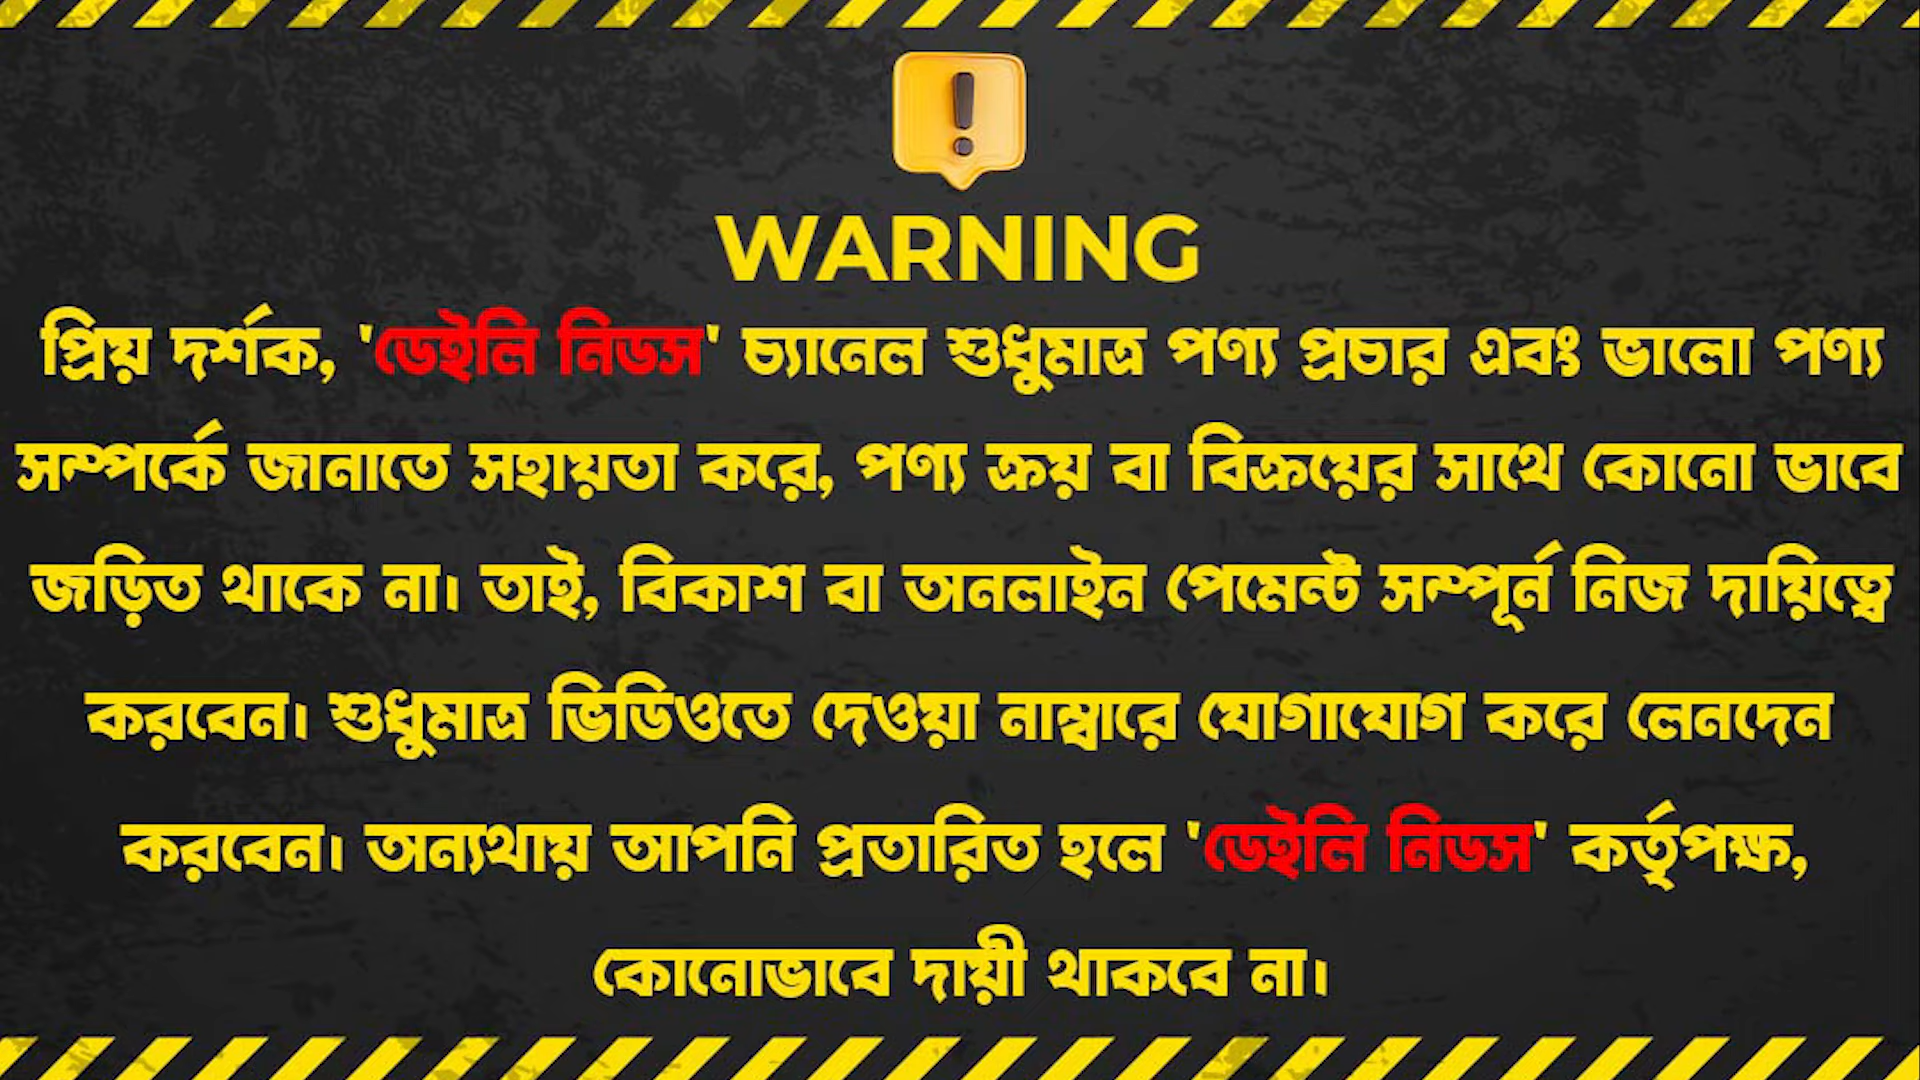 WARNING
প্রিয় দর্শক, 'ডেইলি নিডস' চ্যানেল শুধুমাত্র পণ্য প্রচার এবং ভালো পণ্য
সম্পর্কে জানাতে সহায়তা করে, পণ্য ক্রয় বা বিক্রয়ের সাথে কোনো ভাবে
জড়িত থাকে না। তাই, বিকাশ বা অনলাইন পেমেন্ট সম্পূর্ন নিজ দায়িত্বে
করবেন। শুধুমাত্র ভিডিওতে দেওয়া নাম্বারে যোগাযোগ করে লেনদেন
করবেন। অন্যথায় আপনি প্রতারিত হলে 'ডেইলি নিডস' কর্তৃপক্ষ,
কোনোভাবে দায়ী থাকবে না।